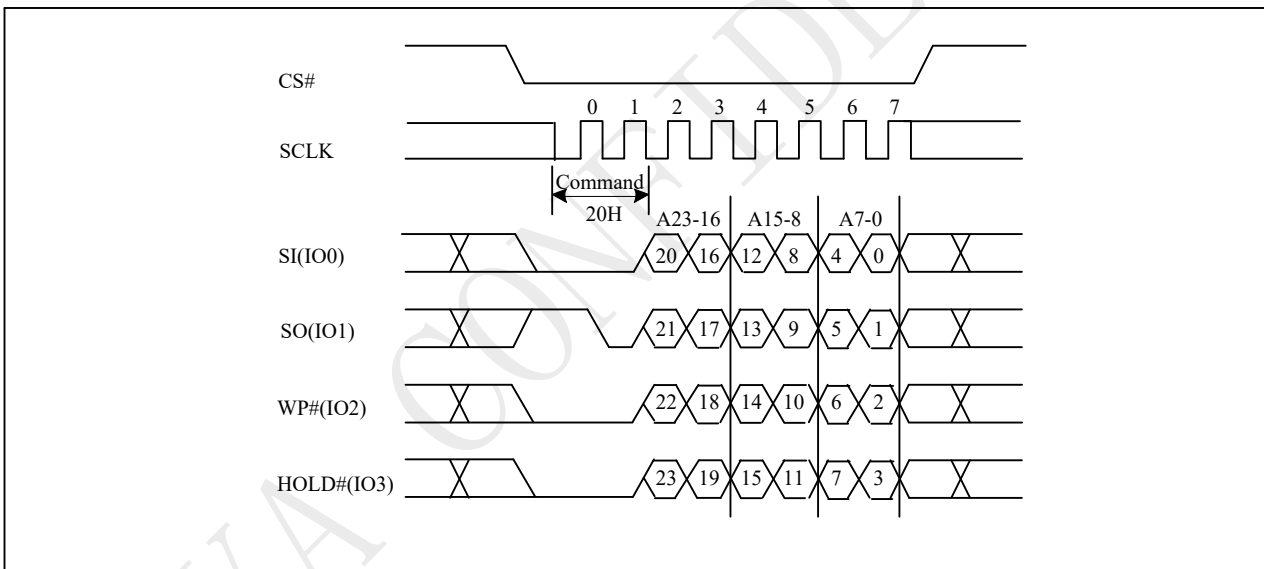 CS#
0 1 2 3 4 5 6 7
SCLK
Command
20H
A23-16 A15-8 A7-0
SI(IO0) 20 16 12 8 4 0
SO(IO1) 21 17 13 9 5 1
WP#(IO2) 22 18 14 10 6 2
HOLD#(IO3) 23 19 15 11 7 3